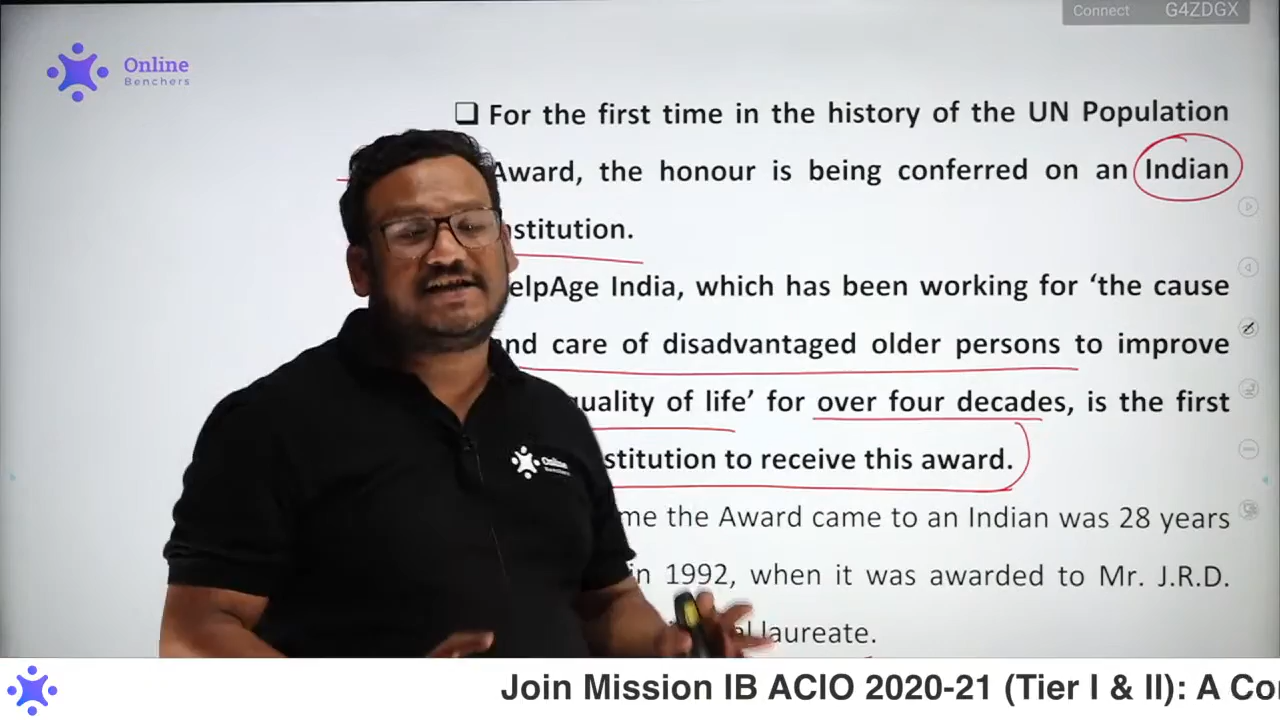 Connect G4ZDGX
Online
Benchers
❑ For the first time in the history of the UN Population
Award, the honour is being conferred on an Indian
stitution.
elpAge India, which has been working for ‘the cause
nd care of disadvantaged older persons to improve
uality of life’ for over four decades, is the first
stitution to receive this award.
me the Award came to an Indian was 28 years
in 1992, when it was awarded to Mr. J.R.D.
al laureate.
Online
Benchers
Join Mission IB ACIO 2020-21 (Tier I & II): A Co